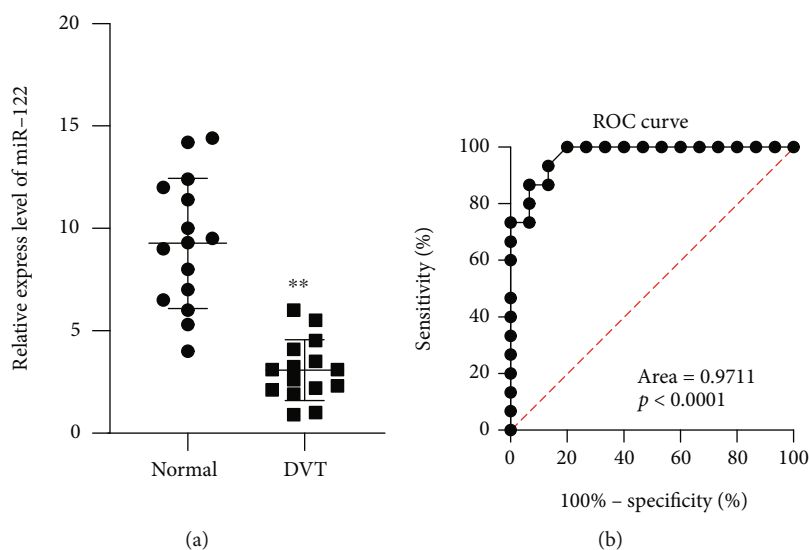 Relative express level of miR–122
20
15
10
5
0
**
Normal
DVT
(a)
ROC curve
Sensitivity (%)
100
80
60
40
20
0
Area = 0.9711
p < 0.0001
0
20
40
60
80
100
100% – specificity (%)
(b)